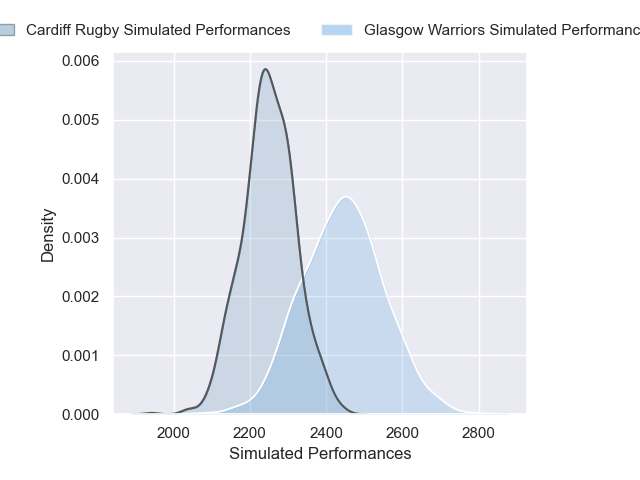 Cardiff Rugby Simulated Performances
Glasgow Warriors Simulated Performanc
0.006
0.005
0.004
0.003
0.002
0.001
0.000
Density
2000 2200 2400 2600 2800
Simulated Performances